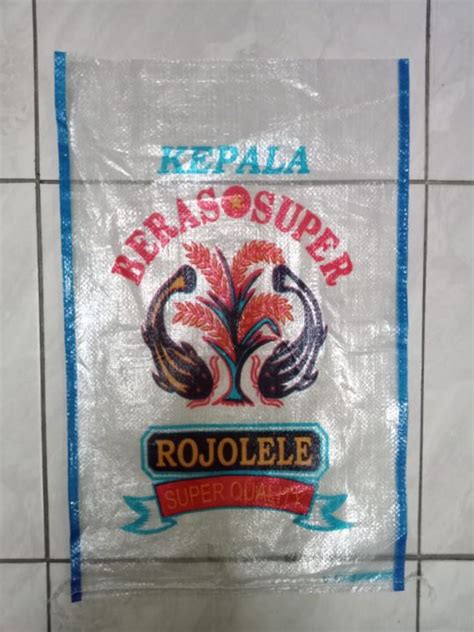 KEPALA
BERAS SUPER
ROJOLELE
SUPER QUALITY